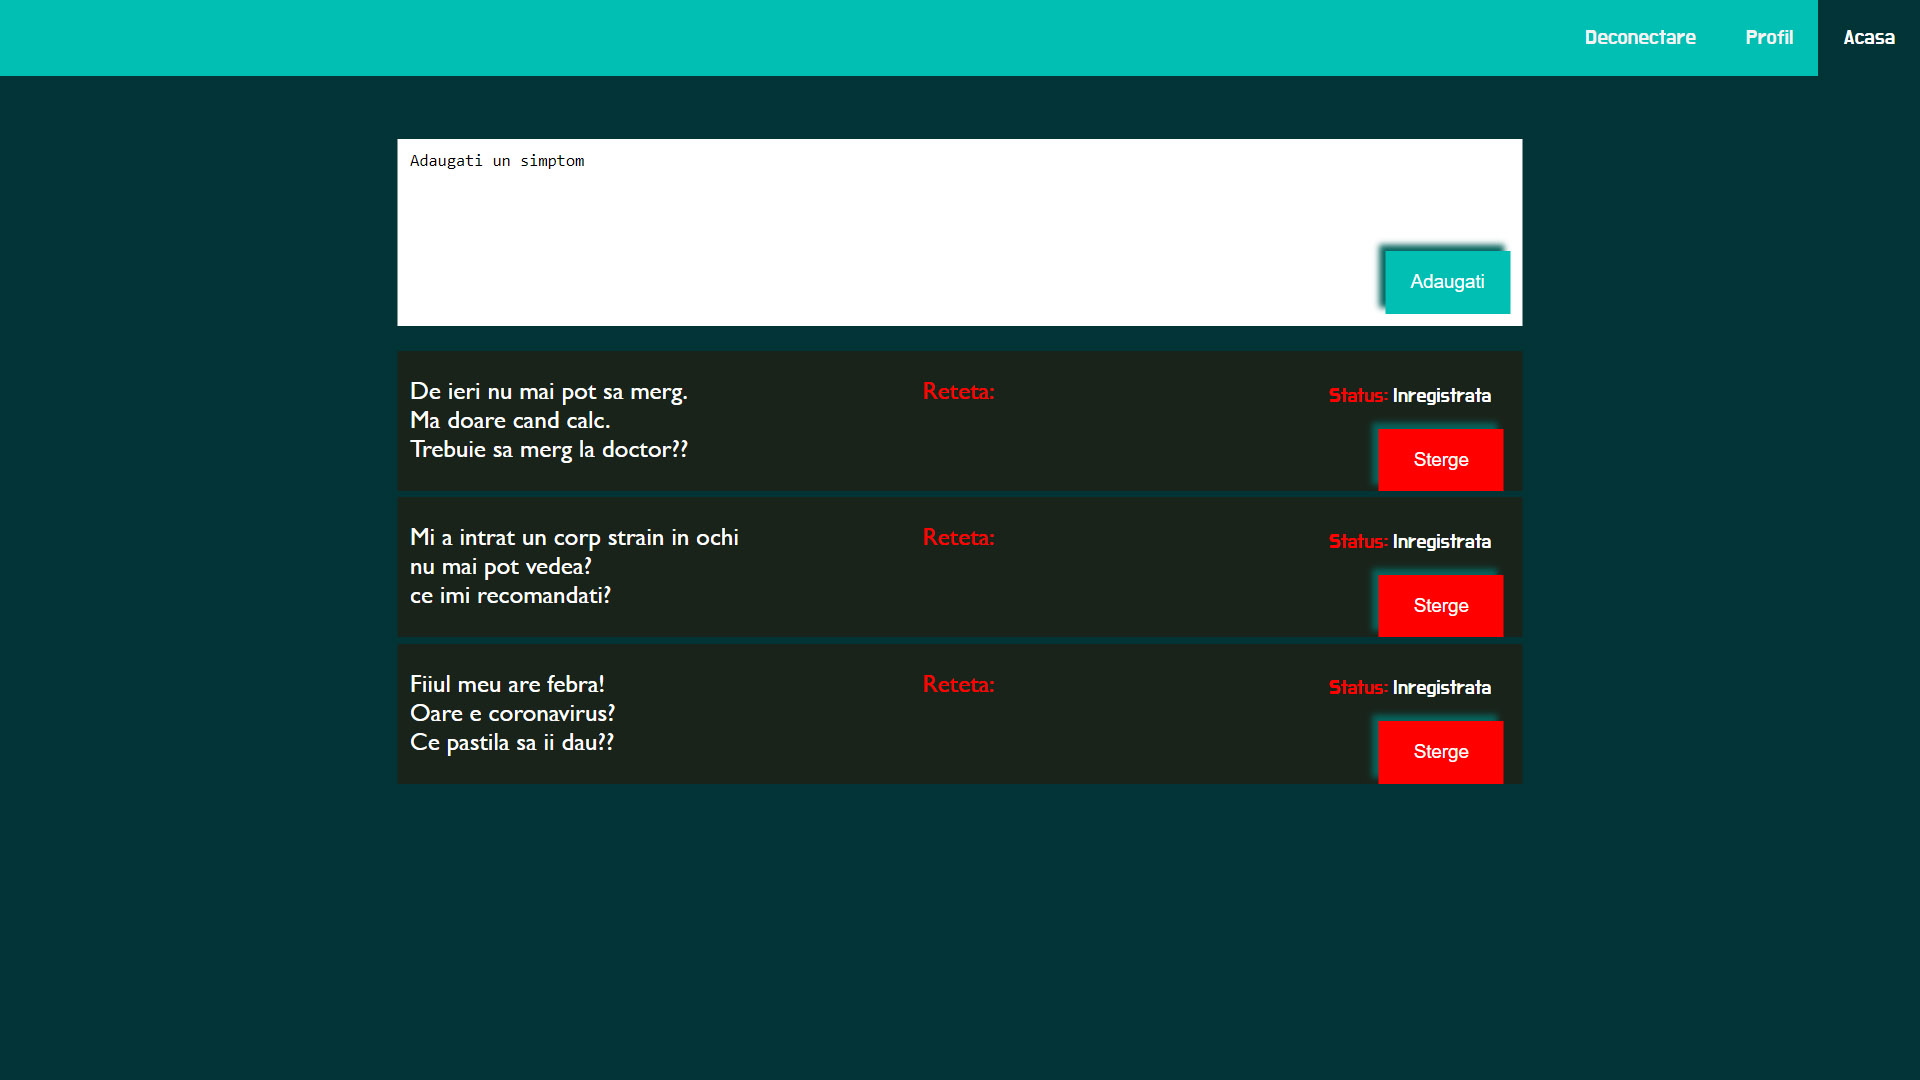 Deconectare Profil Acasa
Adaugati un simptom
Adaugati
De ieri nu mai pot sa merg.
Ma doare cand calc.
Trebuie sa merg la doctor??
Reteta:
Status: Inregistrata
Sterge
Mi a intrat un corp strain in ochi
nu mai pot vedea?
ce imi recomandati?
Reteta:
Status: Inregistrata
Sterge
Fiiul meu are febra!
Oare e coronavirus?
Ce pastila sa ii dau??
Reteta:
Status: Inregistrata
Sterge